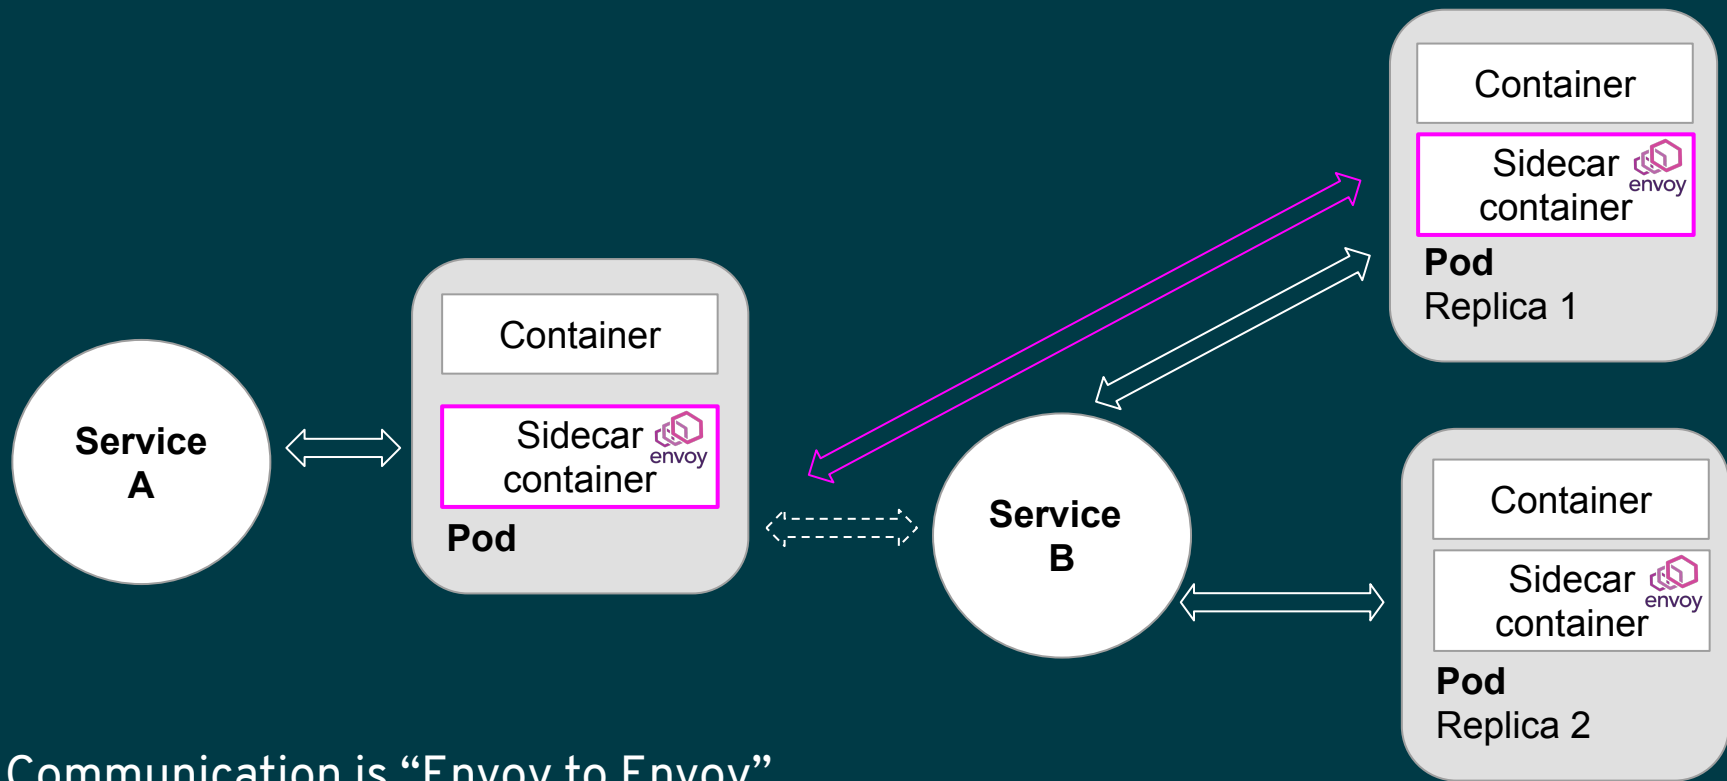 Service
A
Container
Sidecar
envoy
container
Pod
Service
B
Container
Sidecar
envoy
container
Pod
Replica 1
Container
Sidecar
envoy
container
Pod
Replica 2
Communication is “Envoy to Envoy”